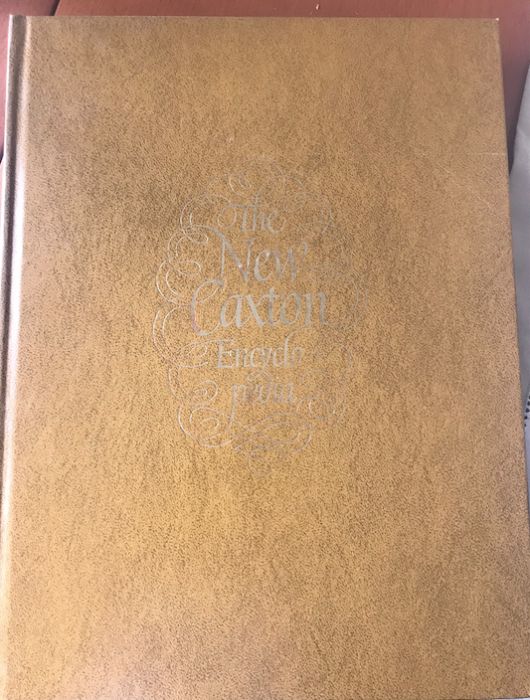 The
New
Caxton
Encyclo
pædia